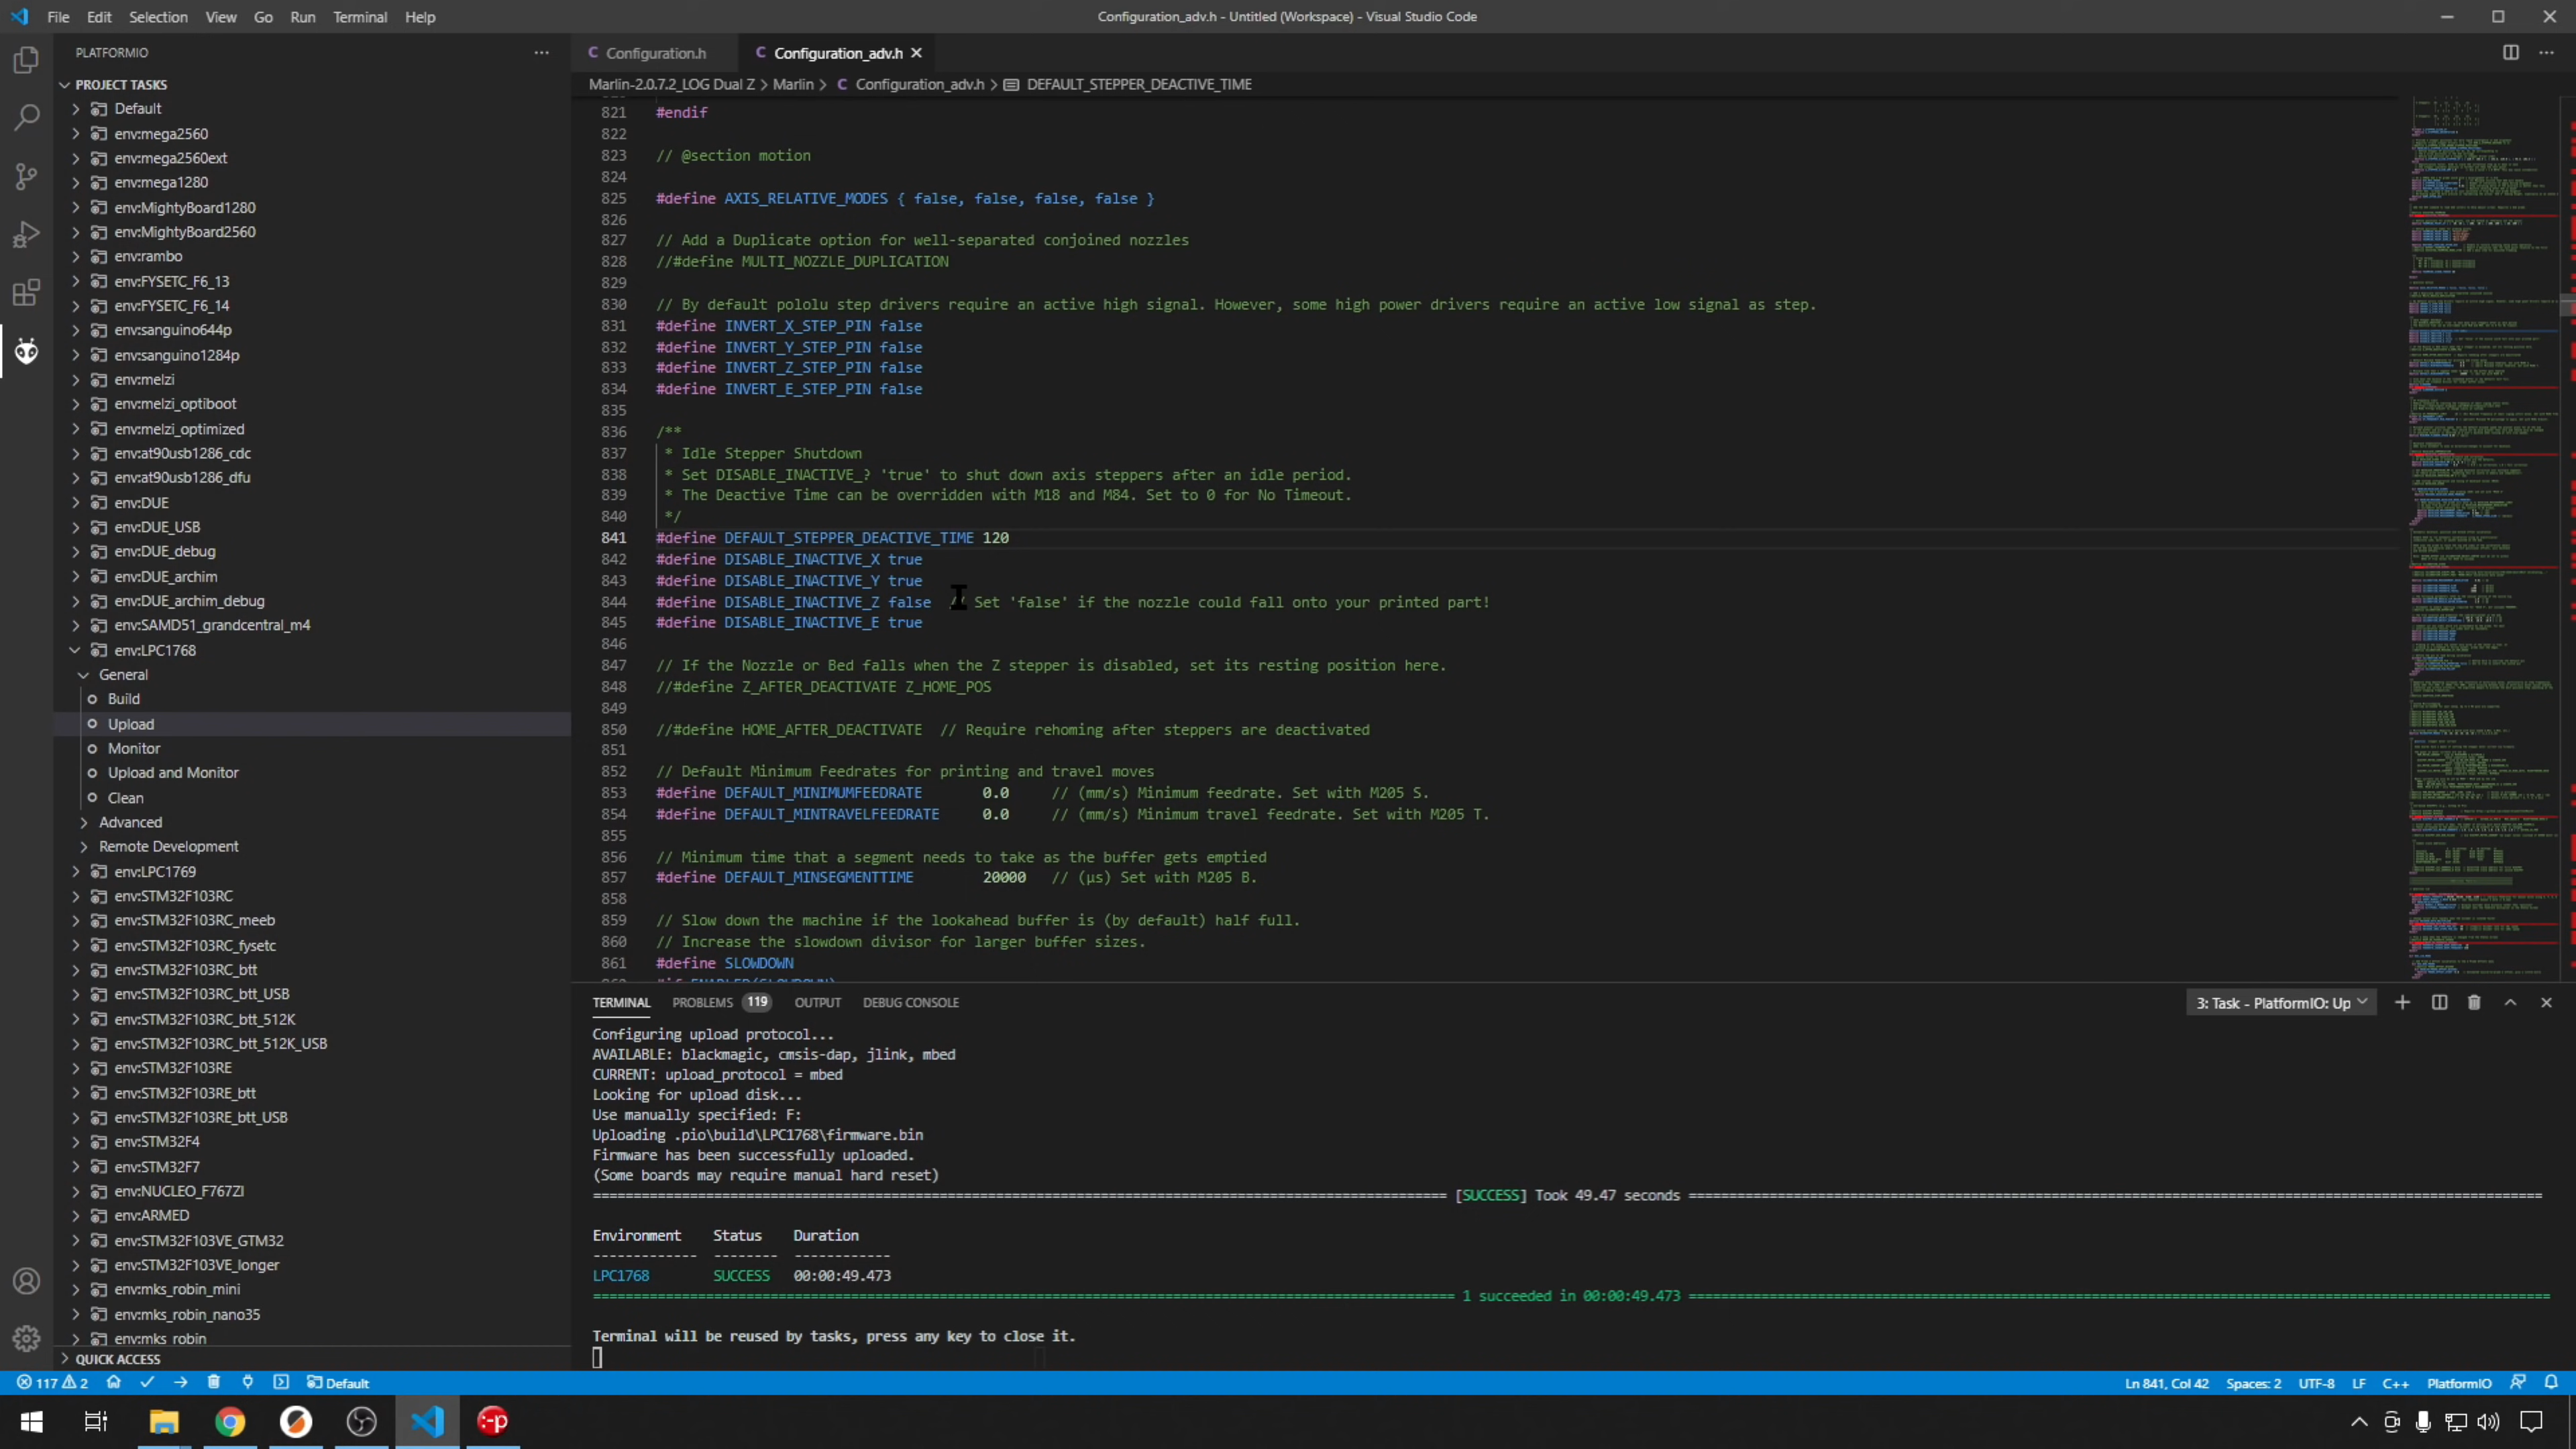 File Edit Selection View Go Run Terminal Help
Configuration_adv.h - Untitled (Workspace) - Visual Studio Code
PLATFORMIO
PROJECT TASKS
Default
env:mega2560
env:mega2560ext
env:mega1280
env:MightyBoard1280
env:MightyBoard2560
env:rambo
env:FYSETC_F6_13
env:FYSETC_F6_14
env:sanguino644p
env:sanguino1284p
env:melzi
env:melzi_optiboot
env:melzi_optimized
env:at90usb1286_cdc
env:at90usb1286_dfu
env:DUE
env:DUE_USB
env:DUE_debug
env:DUE_archim
env:DUE_archim_debug
env:SAMD51_grandcentral_m4
env:LPC1768
General
Build
Upload
Monitor
Upload and Monitor
Clean
Advanced
Remote Development
env:LPC1769
env:STM32F103RC
env:STM32F103RC_meeb
env:STM32F103RC_fysetc
env:STM32F103RC_btt
env:STM32F103RC_btt_USB
env:STM32F103RC_btt_512K
env:STM32F103RC_btt_512K_USB
env:STM32F103RE
env:STM32F103RE_btt
env:STM32F103RE_btt_USB
env:STM32F4
env:STM32F7
env:NUCLEO_F767ZI
env:ARMED
env:STM32F103VE_GTM32
env:STM32F103VE_longer
env:mks_robin_mini
env:mks_robin_nano35
env:mks_robin
QUICK ACCESS
C Configuration.h C Configuration_adv.h
Marlin-2.0.7.2_LOG Dual Z > Marlin > C Configuration_adv.h > DEFAULT_STEPPER_DEACTIVE_TIME
821 #endif
822
823 // @section motion
824
825 #define AXIS_RELATIVE_MODES { false, false, false, false }
826
827 // Add a Duplicate option for well-separated conjoined nozzles
828 //#define MULTI_NOZZLE_DUPLICATION
829
830 // By default pololu step drivers require an active high signal. However, some high power drivers require an active low signal as step.
831 #define INVERT_X_STEP_PIN false
832 #define INVERT_Y_STEP_PIN false
833 #define INVERT_Z_STEP_PIN false
834 #define INVERT_E_STEP_PIN false
835
836 /**
837 * Idle Stepper Shutdown
838 * Set DISABLE_INACTIVE_? 'true' to shut down axis steppers after an idle period.
839 * The Deactive Time can be overridden with M18 and M84. Set to 0 for No Timeout.
840 */
841 #define DEFAULT_STEPPER_DEACTIVE_TIME 120
842 #define DISABLE_INACTIVE_X true
843 #define DISABLE_INACTIVE_Y true
844 #define DISABLE_INACTIVE_Z false // Set 'false' if the nozzle could fall onto your printed part!
845 #define DISABLE_INACTIVE_E true
846
847 // If the Nozzle or Bed falls when the Z stepper is disabled, set its resting position here.
848 //#define Z_AFTER_DEACTIVATE Z_HOME_POS
849
850 //#define HOME_AFTER_DEACTIVATE // Require rehoming after steppers are deactivated
851
852 // Default Minimum Feedrates for printing and travel moves
853 #define DEFAULT_MINIMUMFEEDRATE 0.0 // (mm/s) Minimum feedrate. Set with M205 S.
854 #define DEFAULT_MINTRAVELFEEDRATE 0.0 // (mm/s) Minimum travel feedrate. Set with M205 T.
855
856 // Minimum time that a segment needs to take as the buffer gets emptied
857 #define DEFAULT_MINSEGMENTTIME 20000 // (µs) Set with M205 B.
858
859 // Slow down the machine if the lookahead buffer is (by default) half full.
860 // Increase the slowdown divisor for larger buffer sizes.
861 #define SLOWDOWN
862 #if ENABLED(SLOWDOWN)
TERMINAL PROBLEMS 119 OUTPUT DEBUG CONSOLE
3: Task - PlatformIO: Up
Configuring upload protocol...
AVAILABLE: blackmagic, cmsis-dap, jlink, mbed
CURRENT: upload_protocol = mbed
Looking for upload disk...
Use manually specified: F:
Uploading .pio\build\LPC1768\firmware.bin
Firmware has been successfully uploaded.
(Some boards may require manual hard reset)
[SUCCESS] Took 49.47 seconds
Environment Status Duration
------------- -------- ------------
LPC1768 SUCCESS 00:00:49.473
1 succeeded in 00:00:49.473
Terminal will be reused by tasks, press any key to close it.
117 2 Default
Ln 841, Col 42 Spaces: 2 UTF-8 LF C++ PlatformIO
:-p